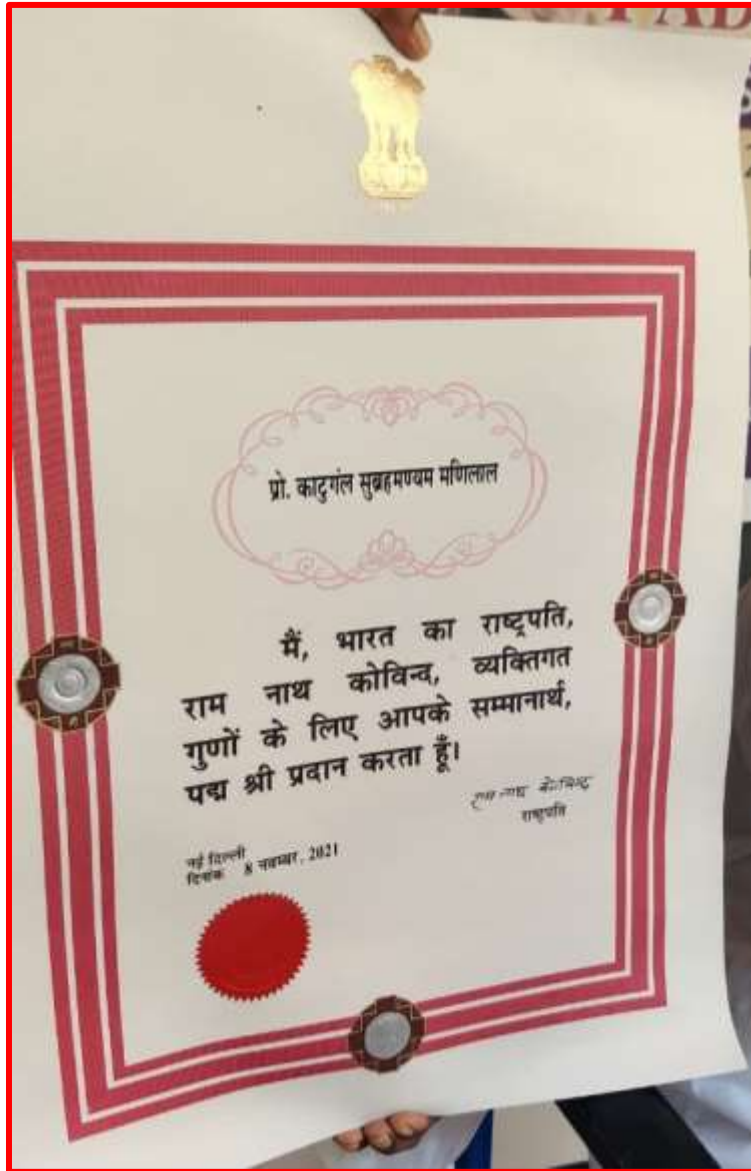 प्रो. काटुगंल सुब्रहमण्यम मणिलाल
मैं, भारत का राष्ट्रपति,
राम नाथ कोविन्द, व्यक्तिगत
गुणों के लिए आपके सम्मानार्थ,
पद्म श्री प्रदान करता हूँ।
राम नाथ कोविन्द
राष्ट्रपति
नई दिल्ली
दिनांक 8 नवम्बर, 2021